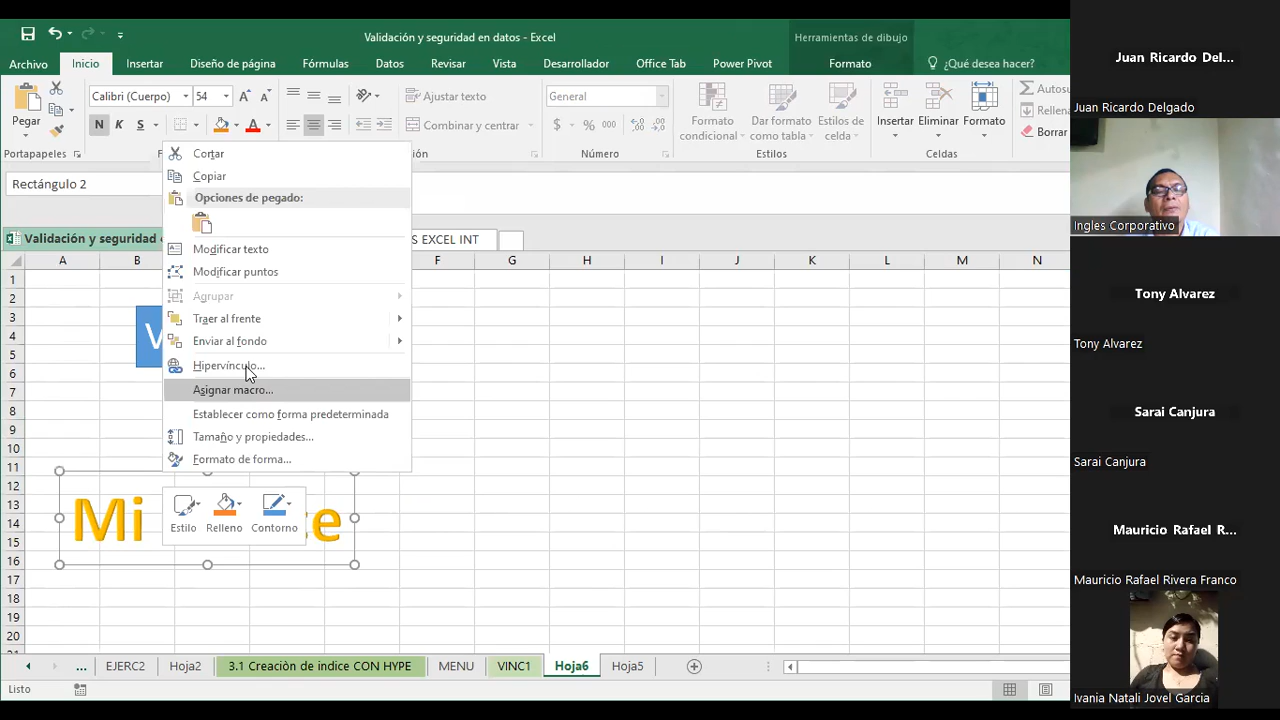 Validación y seguridad en datos - Excel
Herramientas de dibujo
Archivo
Inicio
Insertar
Diseño de página
Fórmulas
Datos
Revisar
Vista
Desarrollador
Office Tab
Power Pivot
Formato
¿Qué desea hacer?
Pegar
Calibri (Cuerpo)
54
N K S
Ajustar texto
Combinar y centrar
General
$ % 000
Formato condicional
Dar formato como tabla
Estilos de celda
Insertar
Eliminar
Formato
Autosu
Rellena
Borrar
Portapapeles
F
ión
Número
Estilos
Celdas
Rectángulo 2
Validación y seguridad
S EXCEL INT
Cortar
Copiar
Opciones de pegado:
Modificar texto
Modificar puntos
Agrupar
Traer al frente
Enviar al fondo
Hipervínculo...
Asignar macro...
Establecer como forma predeterminada
Tamaño y propiedades...
Formato de forma...
Estilo
Relleno
Contorno
A B F G H I J K L M N
1
2
3
4
5
6
7
8
9
10
11
12
13
14
15
16
17
18
19
20
V
Mi
e
...
EJERC2
Hoja2
3.1 Creaciòn de indice CON HYPE
MENU
VINC1
Hoja6
Hoja5
Listo
Juan Ricardo Del...
Juan Ricardo Delgado
Ingles Corporativo
Tony Alvarez
Tony Alvarez
Sarai Canjura
Sarai Canjura
Mauricio Rafael R...
Mauricio Rafael Rivera Franco
Ivania Natali Jovel Garcia